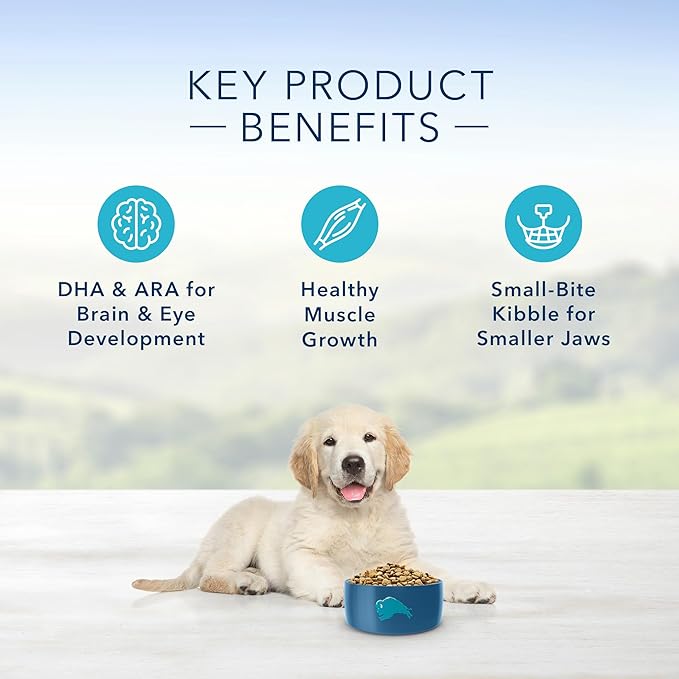 KEY PRODUCT
BENEFITS
DHA & ARA for
Brain & Eye
Development
Healthy
Muscle
Growth
Small-Bite
Kibble for
Smaller Jaws